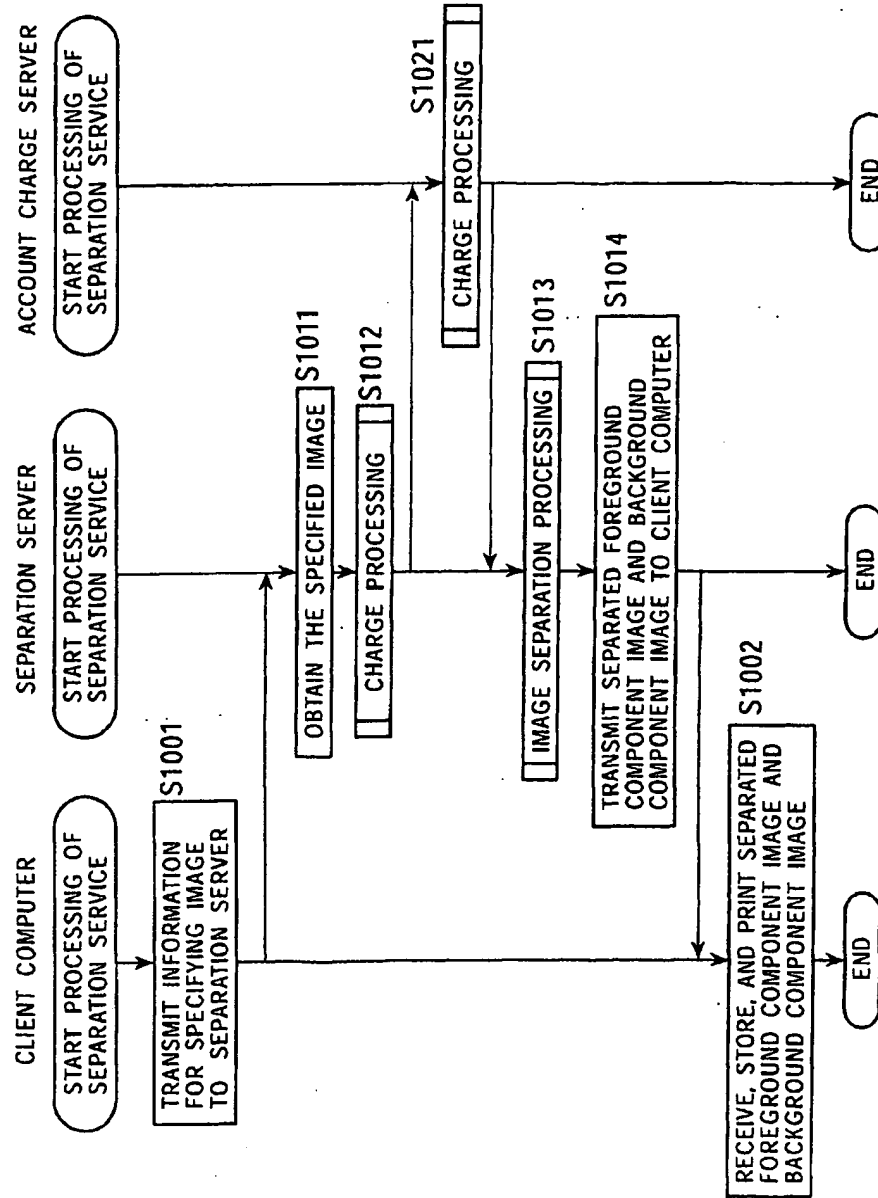 CLIENT COMPUTER
START PROCESSING OF
SEPARATION SERVICE
S1001
TRANSMIT INFORMATION
FOR SPECIFYING IMAGE
TO SEPARATION SERVER
S1002
RECEIVE, STORE, AND PRINT SEPARATED
FOREGROUND COMPONENT IMAGE AND
BACKGROUND COMPONENT IMAGE
END
SEPARATION SERVER
START PROCESSING OF
SEPARATION SERVICE
S1011
OBTAIN THE SPECIFIED IMAGE
S1012
CHARGE PROCESSING
S1013
IMAGE SEPARATION PROCESSING
S1014
TRANSMIT SEPARATED FOREGROUND
COMPONENT IMAGE AND BACKGROUND
COMPONENT IMAGE TO CLIENT COMPUTER
END
ACCOUNT CHARGE SERVER
START PROCESSING OF
SEPARATION SERVICE
S1021
CHARGE PROCESSING
END